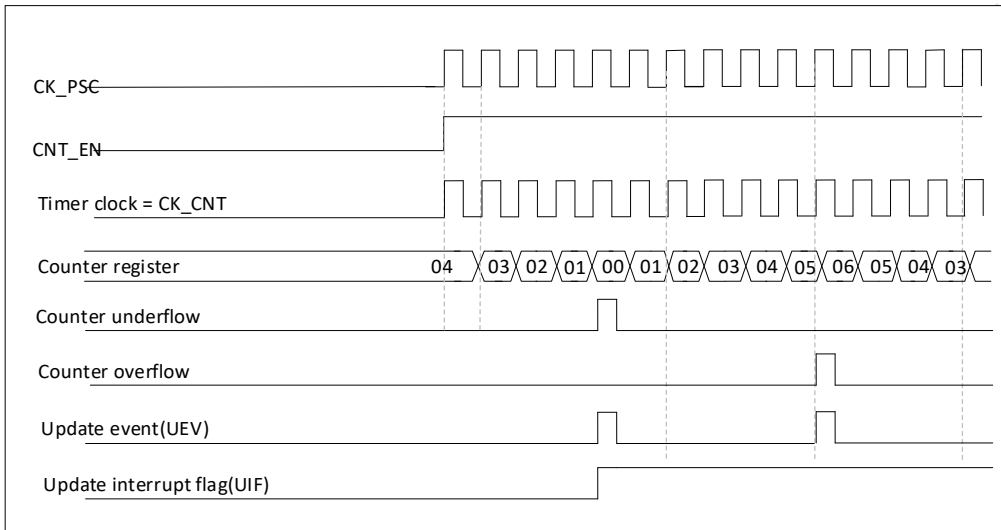 CK_PSC
CNT_EN
Timer clock = CK_CNT
Counter register 04 03 02 01 00 01 02 03 04 05 06 05 04 03
Counter underflow
Counter overflow
Update event(UEV)
Update interrupt flag(UIF)